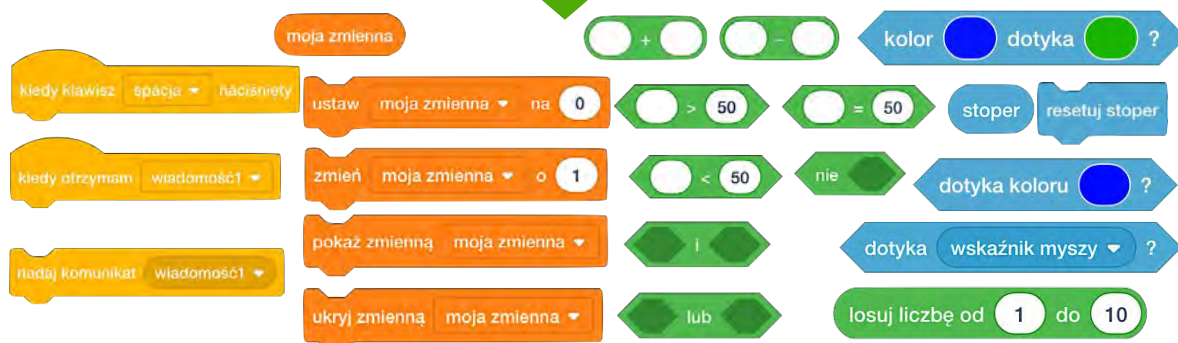 moja zmienna
+
-
kolor dotyka ?
kiedy klawisz spacja naciśnięty
ustaw moja zmienna na 0
> 50
= 50
stoper
resetuj stoper
kiedy otrzymam wiadomość1
zmień moja zmienna o 1
< 50
nie
dotyka koloru ?
pokaż zmienną moja zmienna
i
dotyka wskaźnik myszy ?
nadaj komunikat wiadomość1
ukryj zmienną moja zmienna
lub
losuj liczbę od 1 do 10